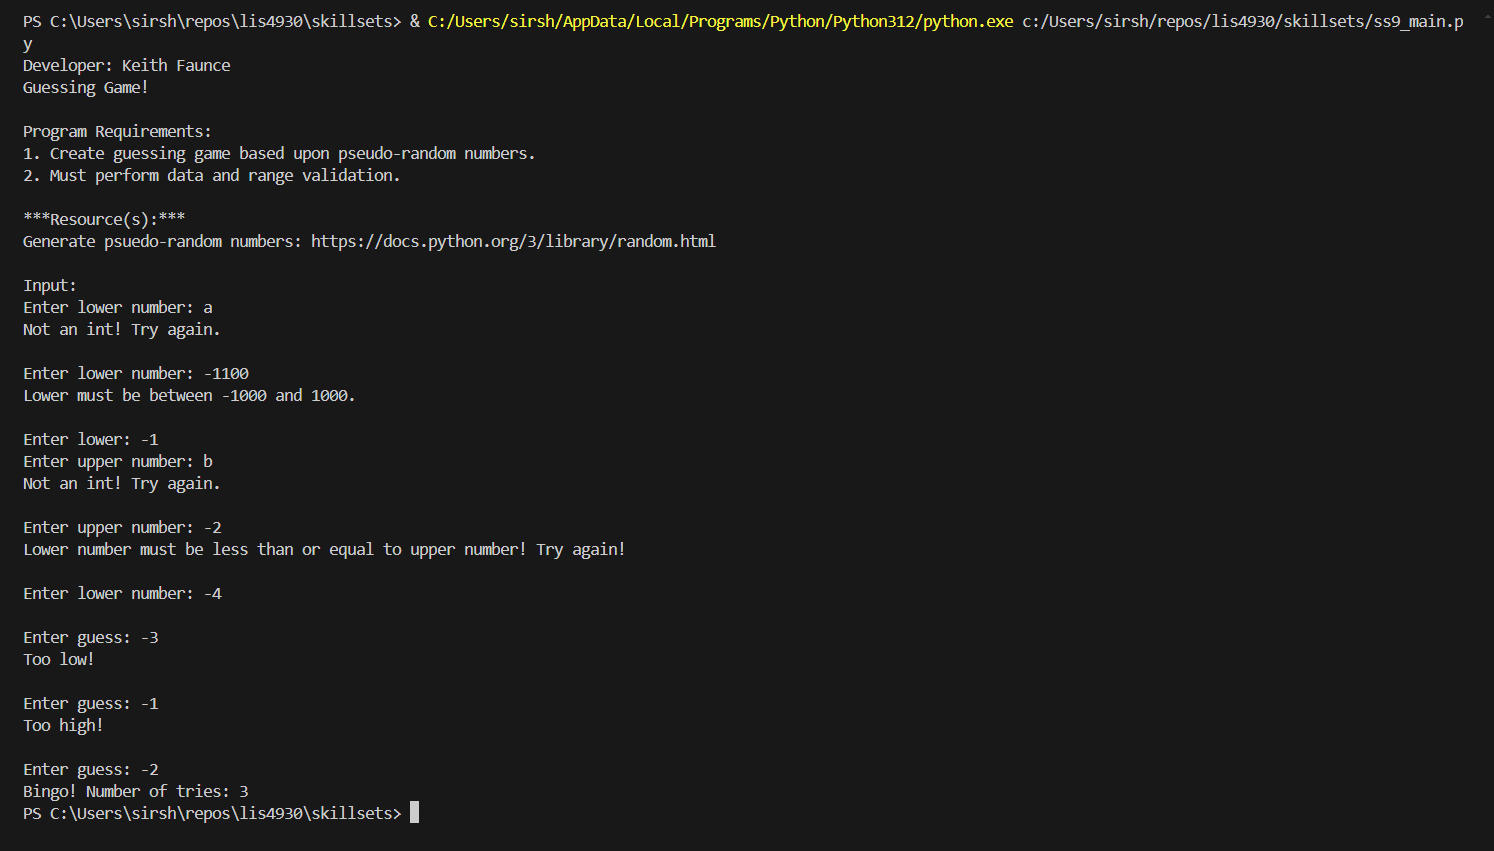 PS C:\Users\sirsh\repos\lis4930\skillsets> & C:/Users/sirsh/AppData/Local/Programs/Python/Python312/python.exe c:/Users/sirsh/repos/lis4930/skillsets/ss9_main.p
y
Developer: Keith Faunce
Guessing Game!
Program Requirements:
1. Create guessing game based upon pseudo-random numbers.
2. Must perform data and range validation.
***Resource(s):***
Generate psuedo-random numbers: https://docs.python.org/3/library/random.html
Input:
Enter lower number: a
Not an int! Try again.
Enter lower number: -1100
Lower must be between -1000 and 1000.
Enter lower: -1
Enter upper number: b
Not an int! Try again.
Enter upper number: -2
Lower number must be less than or equal to upper number! Try again!
Enter lower number: -4
Enter guess: -3
Too low!
Enter guess: -1
Too high!
Enter guess: -2
Bingo! Number of tries: 3
PS C:\Users\sirsh\repos\lis4930\skillsets>